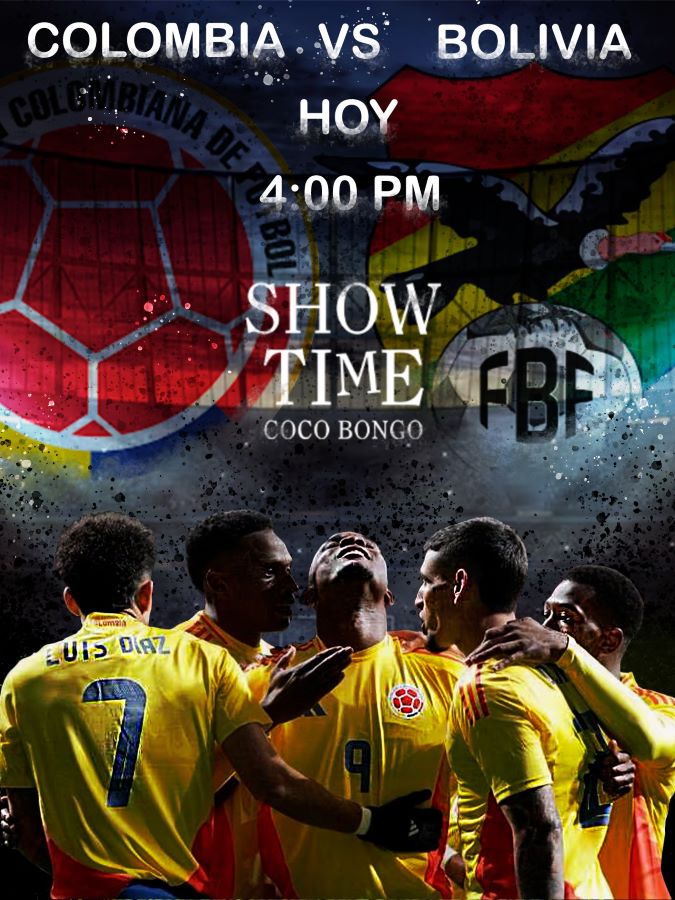 COLOMBIA VS BOLIVIA
HOY
4:00 PM
COLOMBIANA DE FUTBOL
SHOW
TIME
COCO BONGO
FBF
COLOMBIA
LUIS DIAZ
7
9